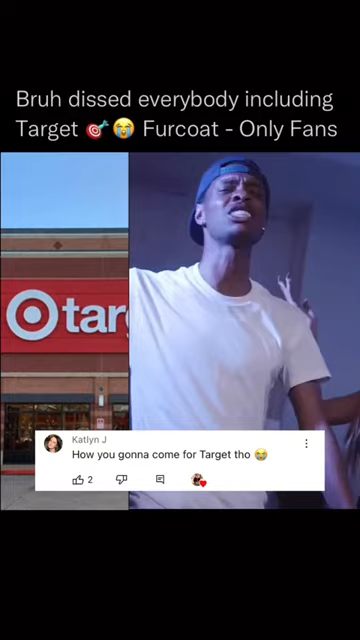 Bruh dissed everybody including
Target 🎯😭 Furcoat - Only Fans
targ
Katlyn J
How you gonna come for Target tho 😭
2